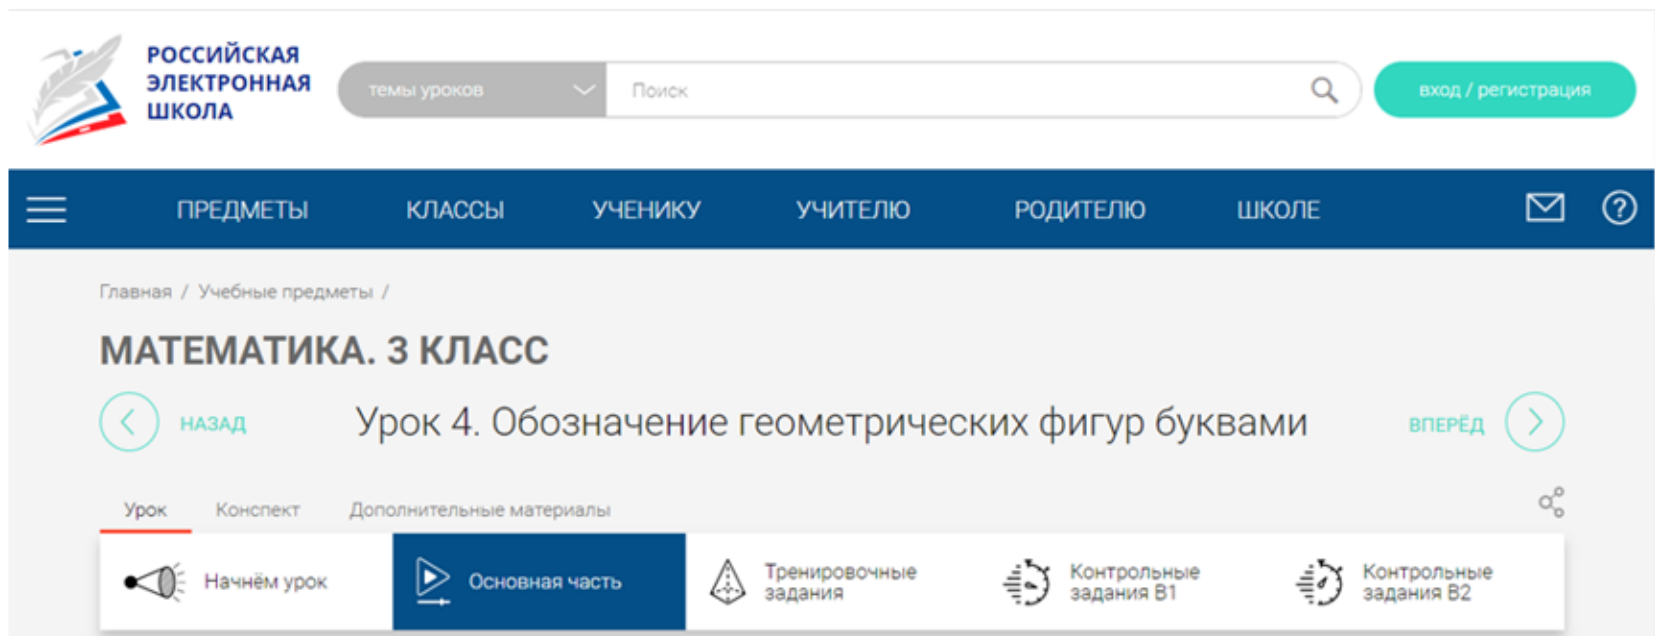 РОССИЙСКАЯ
ЭЛЕКТРОННАЯ
ШКОЛА
темы уроков
Поиск
вход / регистрация
ПРЕДМЕТЫ КЛАССЫ УЧЕНИКУ УЧИТЕЛЮ РОДИТЕЛЮ ШКОЛЕ
Главная / Учебные предметы /
МАТЕМАТИКА. 3 КЛАСС
НАЗАД
Урок 4. Обозначение геометрических фигур буквами
ВПЕРЁД
Урок Конспект Дополнительные материалы
Начнём урок
Основная часть
Тренировочные
задания
Контрольные
задания В1
Контрольные
задания В2